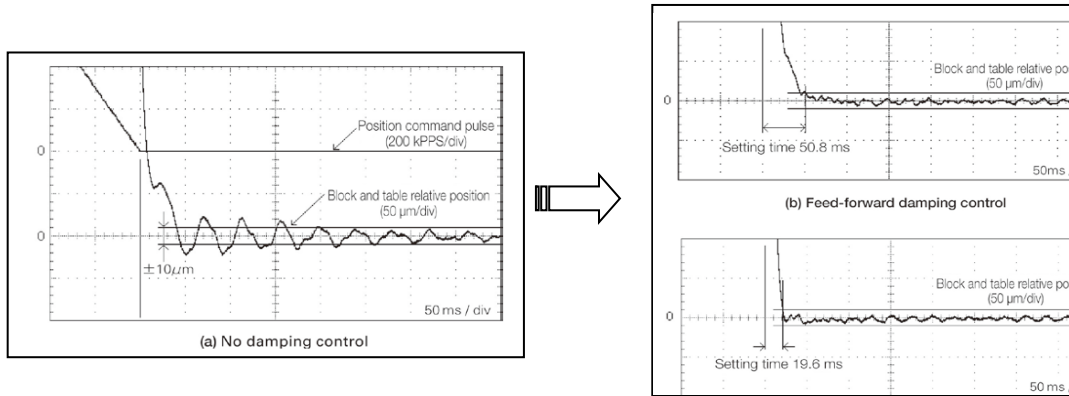 Position command pulse
(200 kPPS/div)
0
Block and table relative position
(50 µm/div)
0
±10µm
50 ms / div
(a) No damping control
Block and table relative po
(50 µm/div)
0
Setting time 50.8 ms
50ms /
(b) Feed-forward damping control
Block and table relative po
(50 µm/div)
0
Setting time 19.6 ms
50 ms /